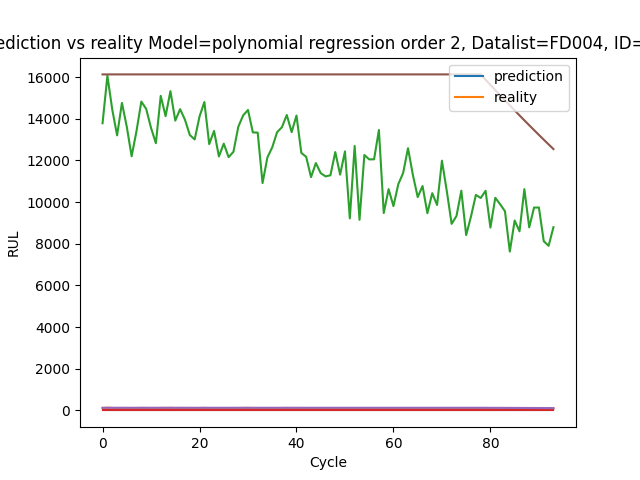 ediction vs reality Model=polynomial regression order 2, Datalist=FD004, ID=
16000
14000
12000
10000
8000
6000
4000
2000
0
RUL
prediction
reality
0 20 40 60 80
Cycle